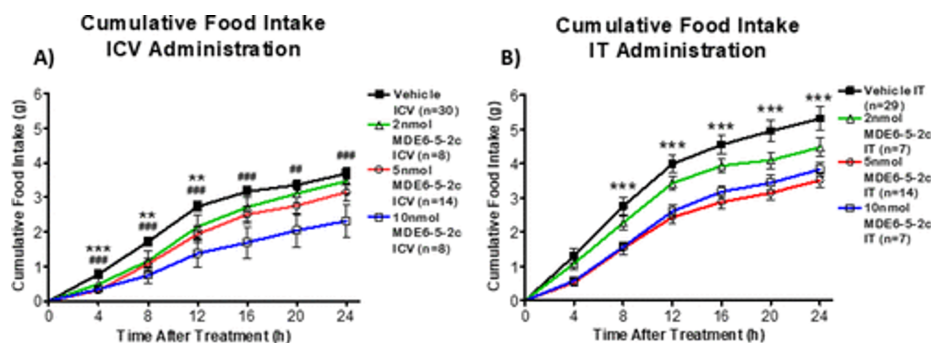 Cumulative Food Intake
ICV Administration
A)
Cumulative Food Intake (g)
6
5
4
3
2
1
0
***
###
**
###
**
###
###
##
###
0 4 8 12 16 20 24
Time After Treatment (h)
Vehicle
ICV (n=30)
2nmol
MDE6-5-2c
ICV (n=8)
5nmol
MDE6-5-2c
ICV (n=14)
10nmol
MDE6-5-2c
ICV (n=8)
Cumulative Food Intake
IT Administration
B)
Cumulative Food Intake (g)
6
5
4
3
2
1
0
***
***
***
***
***
0 4 8 12 16 20 24
Time After Treatment (h)
Vehicle IT
(n=29)
2nmol
MDE6-5-2c
IT (n=7)
5nmol
MDE6-5-2c
IT (n=14)
10nmol
MDE6-5-2c
IT (n=7)